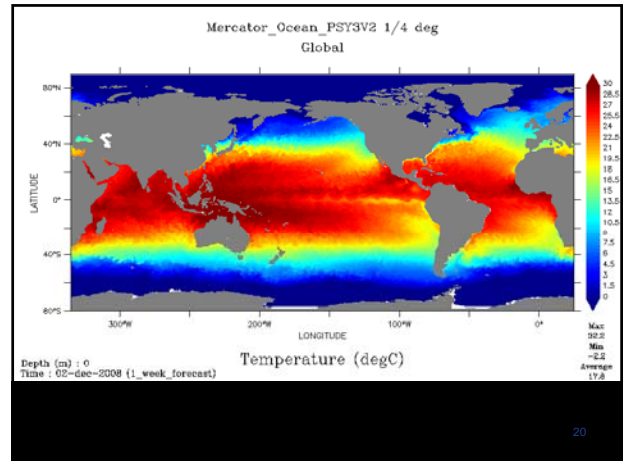 Mercator_Ocean_PSY3V2 1/4 deg
Global
80°N
40°N
0°
40°S
80°S
LATITUDE
300°W
200°W
100°W
0°
LONGITUDE
30
28.5
27
25.5
24
22.5
21
19.5
18
16.5
15
13.5
12
10.5
9
7.5
6
4.5
3
1.5
0
Max
32.2
Min
-2.2
Average
17.8
Depth (m) : 0
Time : 02-dec-2008 (1_week_forecast)
Temperature (degC)
20